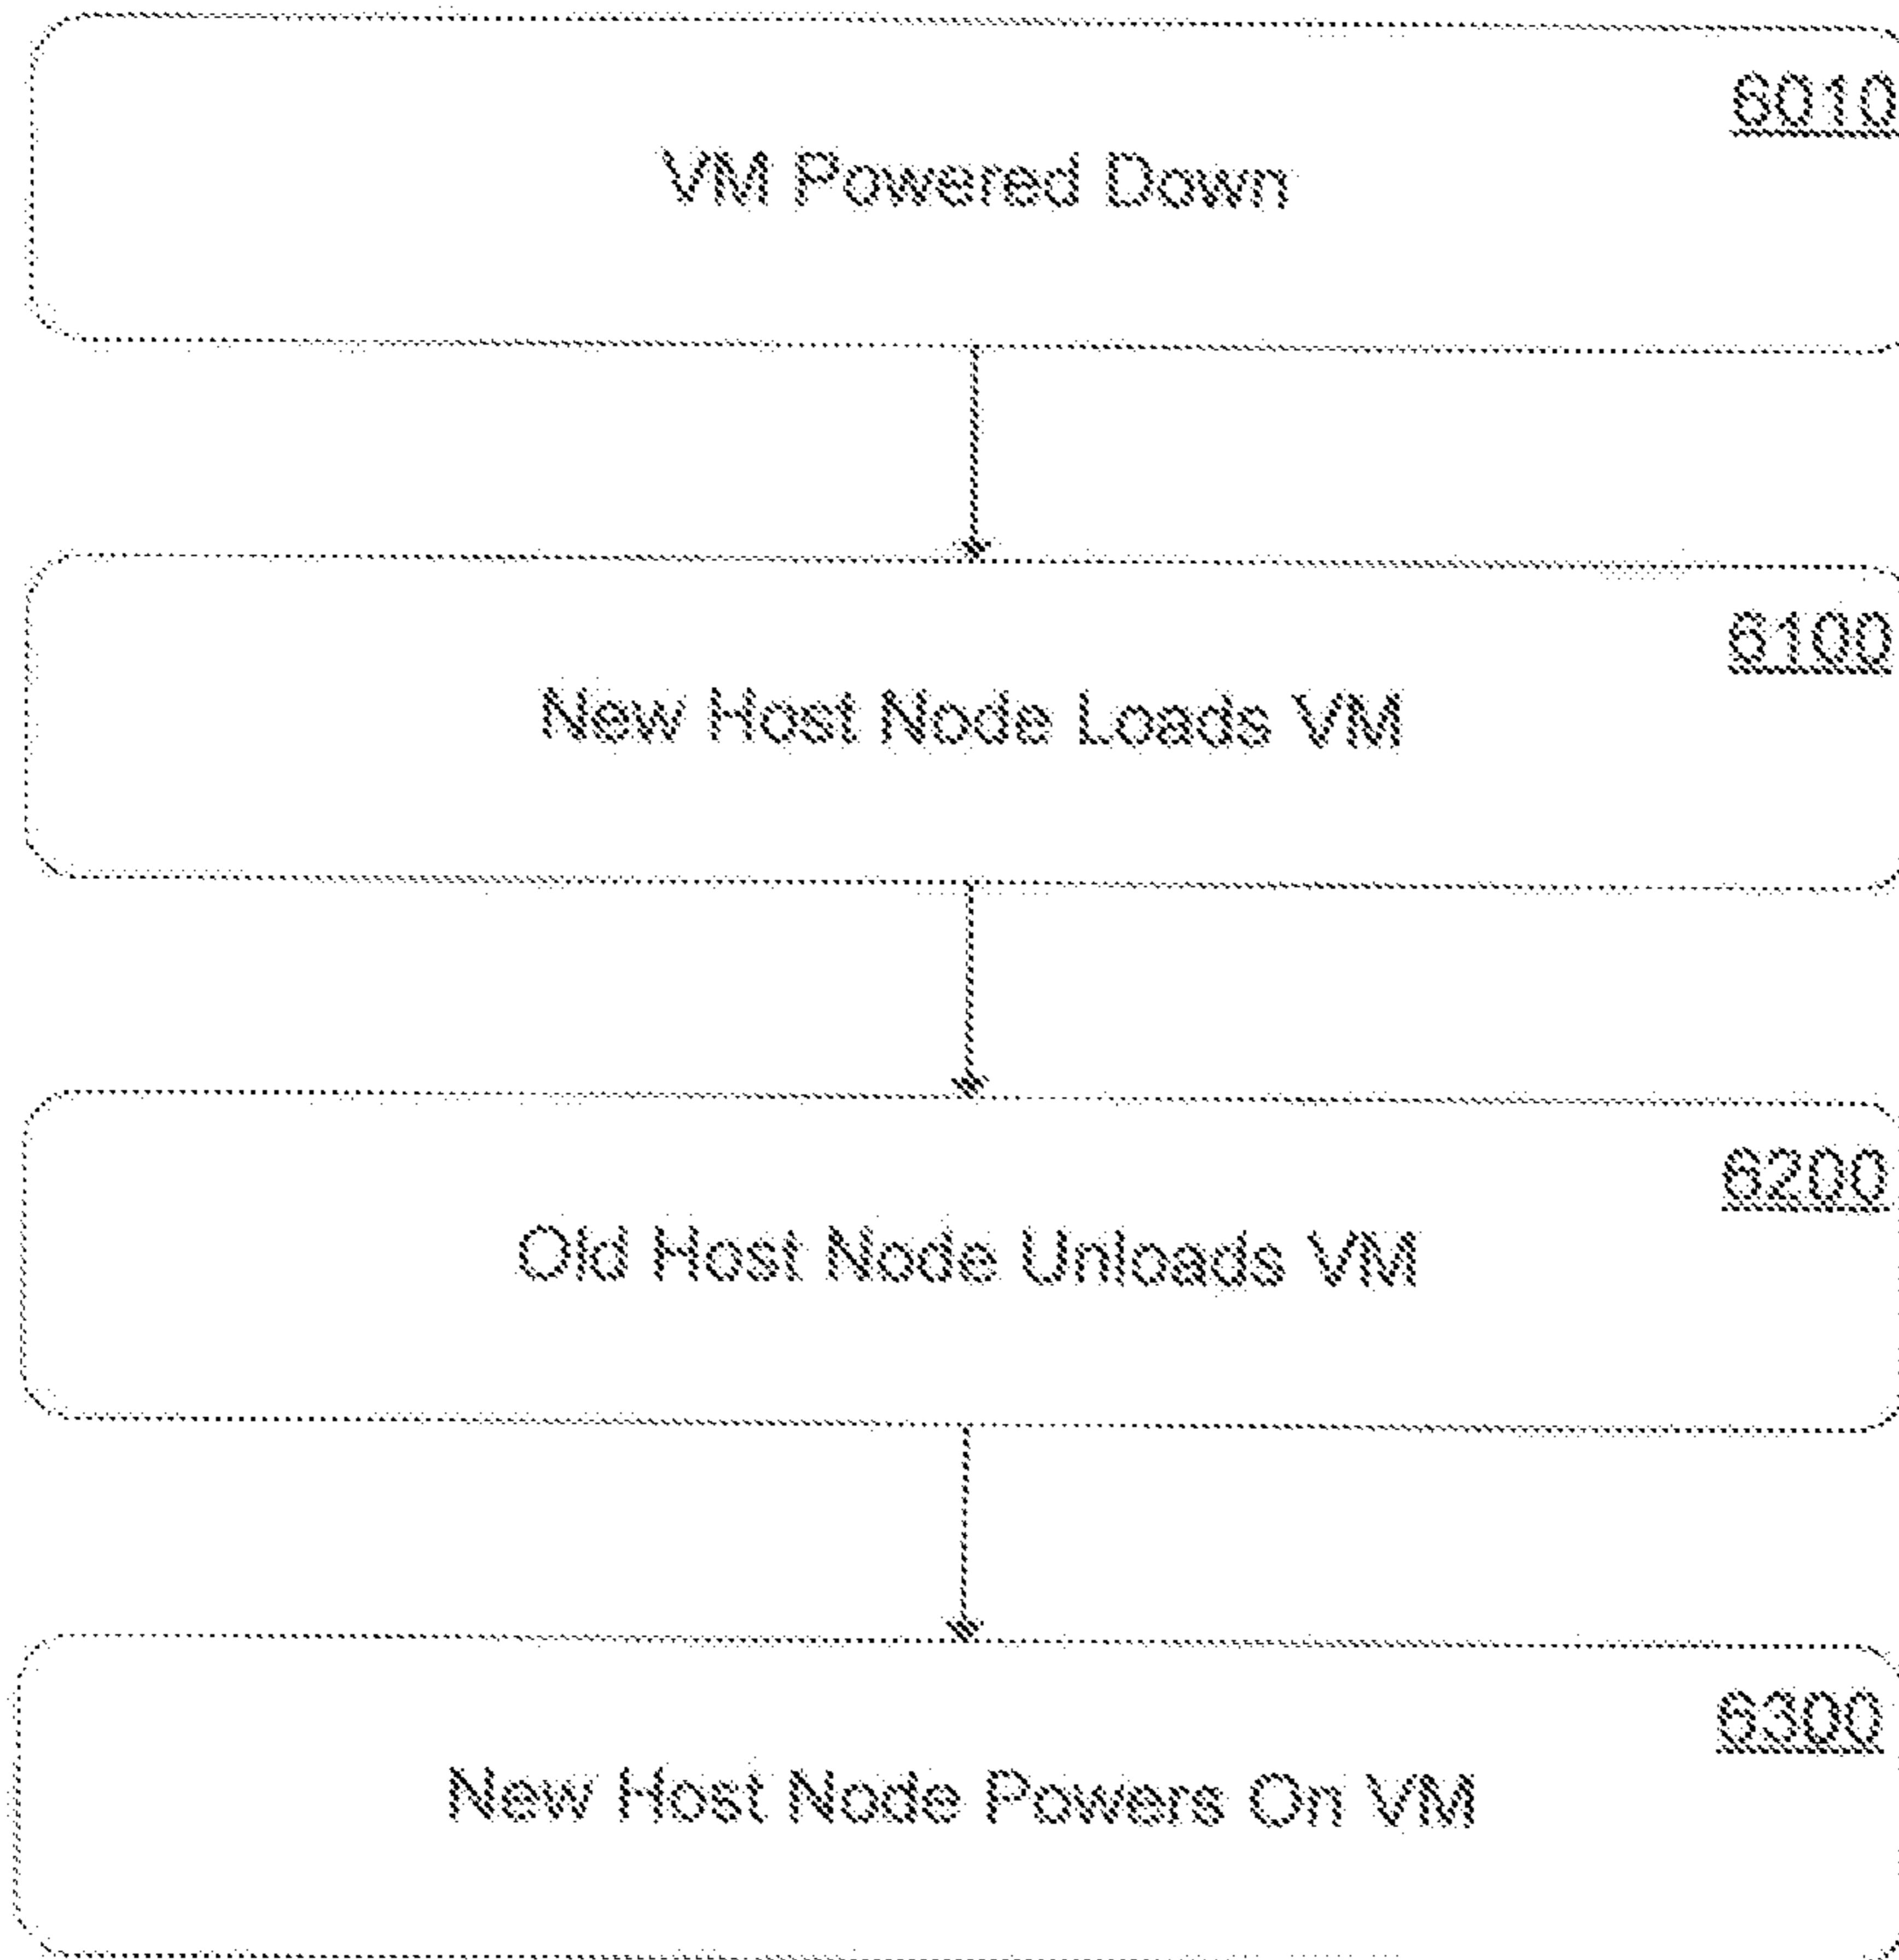 6010
VM Powered Down
6100
New Host Node Loads VM
6200
Old Host Node Unloads VM
6300
New Host Node Powers On VM